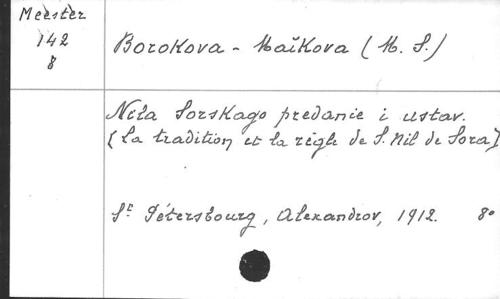 Meester
142
8
Borokova - Maĭkova (M. S.)
Nila Sorskago predanie i ustav.
(La tradition et la règle de S. Nil de Sora)
St Pétersbourg, Alexandrov, 1912. 8°